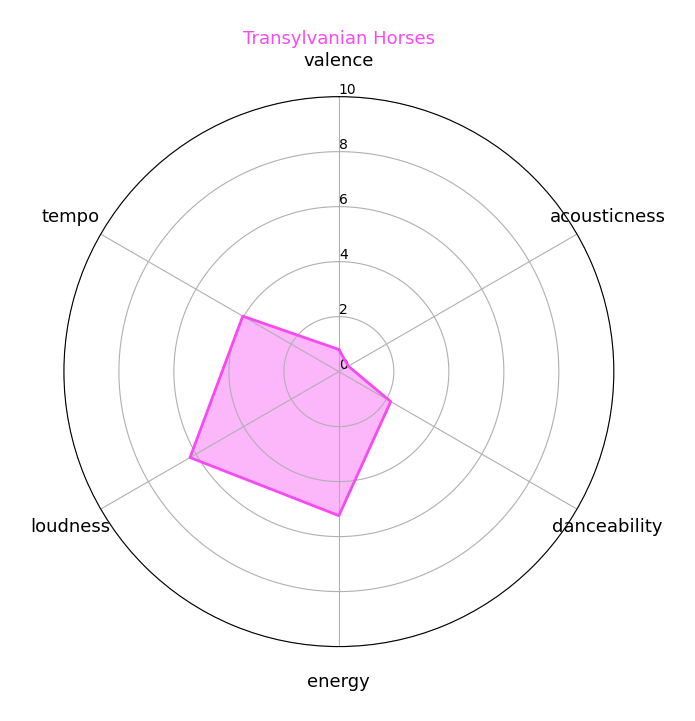 Transylvanian Horses
valence
10
8
acousticness
tempo
6
4
2
0
loudness
danceability
energy